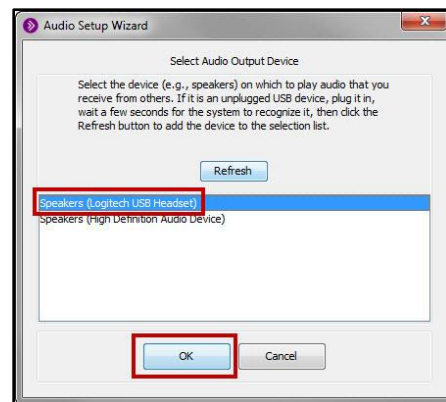 Audio Setup Wizard
Select Audio Output Device
Select the device (e.g., speakers) on which to play audio that you
receive from others. If it is an unplugged USB device, plug it in,
wait a few seconds for the system to recognize it, then click the
Refresh button to add the device to the selection list.
Refresh
Speakers (Logitech USB Headset)
Speakers (High Definition Audio Device)
OK
Cancel